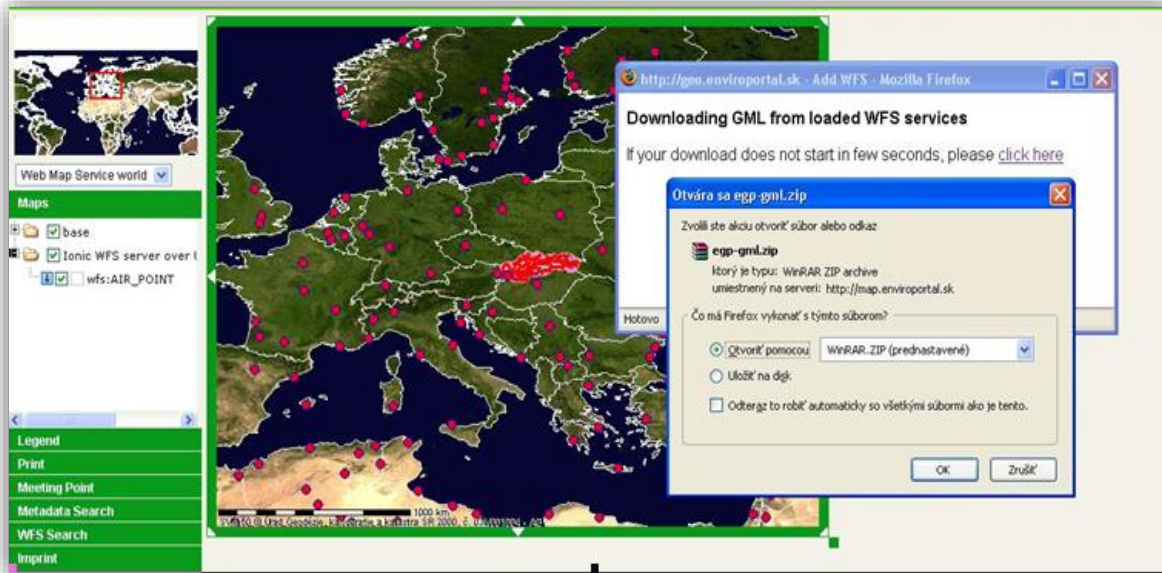 Web Map Service world
Maps
base
Ionic WFS server over
wfs:AIR_POINT
Legend
Print
Meeting Point
Metadata Search
WFS Search
Imprint
1000 km
http://geo.enviroportal.sk - Add WFS - Mozilla Firefox
Downloading GML from loaded WFS services
If your download does not start in few seconds, please click here
Hotovo
Otvára sa egp-gml.zip
Zvolili ste akciu otvoriť súbor alebo odkaz
egp-gml.zip
ktorý je typu: WinRAR ZIP archive
umiestnený na serveri: http://map.enviroportal.sk
Čo má Firefox vykonať s týmto súborom?
Otvoriť pomocou WinRAR.ZIP (prednastavené)
Uložiť na disk
Odteraz to robiť automaticky so všetkými súbormi ako je tento.
OK Zrušiť